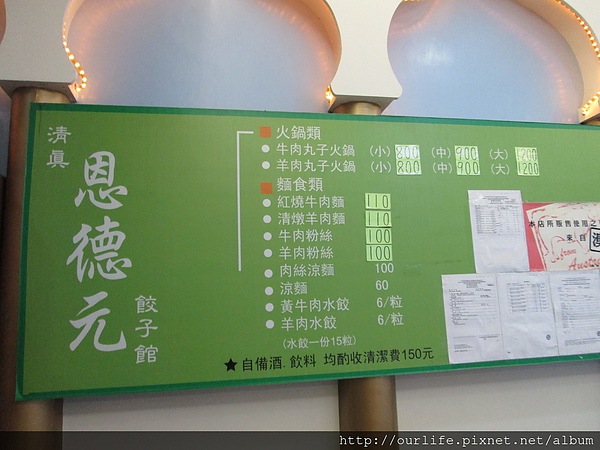 清真
恩德元
餃子館
火鍋類
牛肉丸子火鍋 (小) 800 (中) 900 (大) 1200
羊肉丸子火鍋 (小) 800 (中) 900 (大) 1200
麵食類
紅燒牛肉麵 110
清燉羊肉麵 110
牛肉粉絲 100
羊肉粉絲 100
肉絲涼麵 100
涼麵 60
黃牛肉水餃 6/粒
羊肉水餃 6/粒
(水餃一份15粒)
★自備酒.飲料 均酌收清潔費150元
本店所販售使用之
來自
http://ourlife.pixnet.net/album